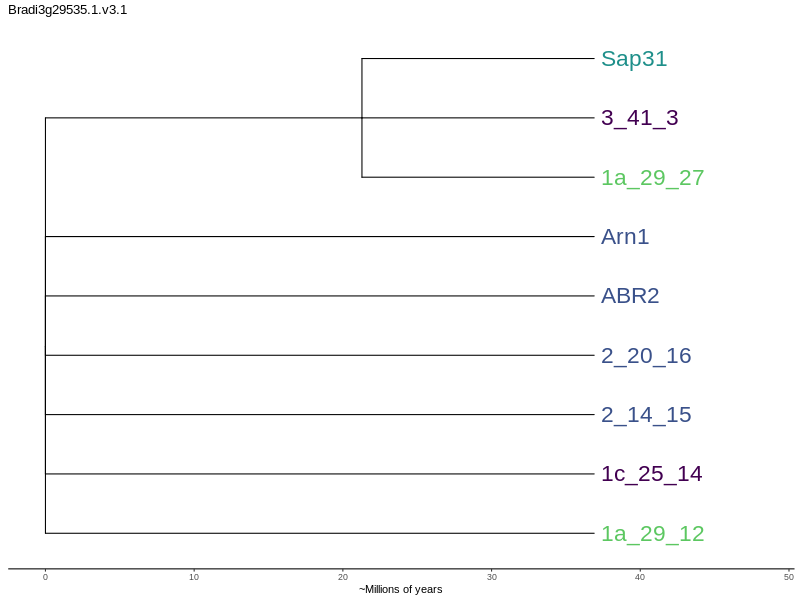 Bradi3g29535.1.v3.1
Sap31
3_41_3
1a_29_27
Arn1
ABR2
2_20_16
2_14_15
1c_25_14
1a_29_12
0 10 20 30 40 50
~Millions of years